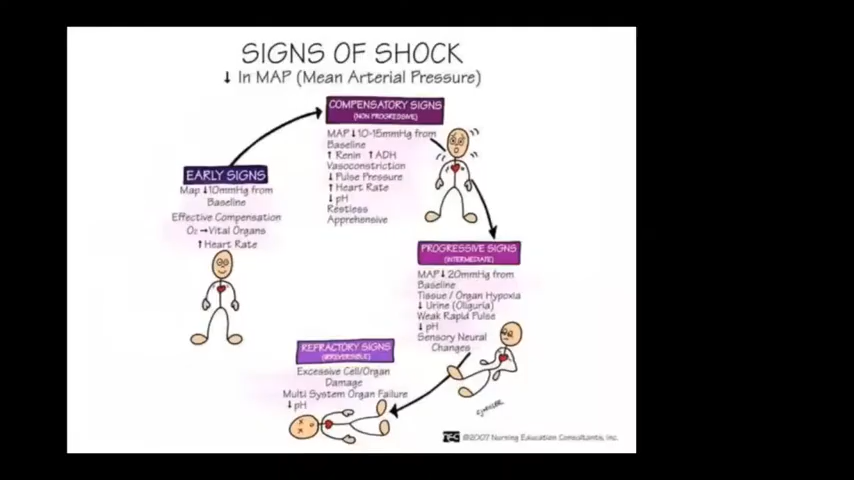 SIGNS OF SHOCK
↓ In MAP (Mean Arterial Pressure)
EARLY SIGNS
Map ↓10mmHg from
Baseline
Effective Compensation
O₂ →Vital Organs
↑Heart Rate
COMPENSATORY SIGNS
(NON PROGRESSIVE)
MAP ↓10-15mmHg from
Baseline
↑ Renin ↑ADH
Vasoconstriction
↓ Pulse Pressure
↑ Heart Rate
↓pH
Restless
Apprehensive
PROGRESSIVE SIGNS
(INTERMEDIATE)
MAP↓20mmHg from
Baseline
Tissue / Organ Hypoxia
↓ Urine (Oliguria)
Weak Rapid Pulse
↓pH
Sensory Neural
Changes
REFRACTORY SIGNS
(IRREVERSIBLE)
Excessive Cell/Organ
Damage
Multi System Organ Failure
↓pH
NEC ©2007 Nursing Education Consultants, Inc.